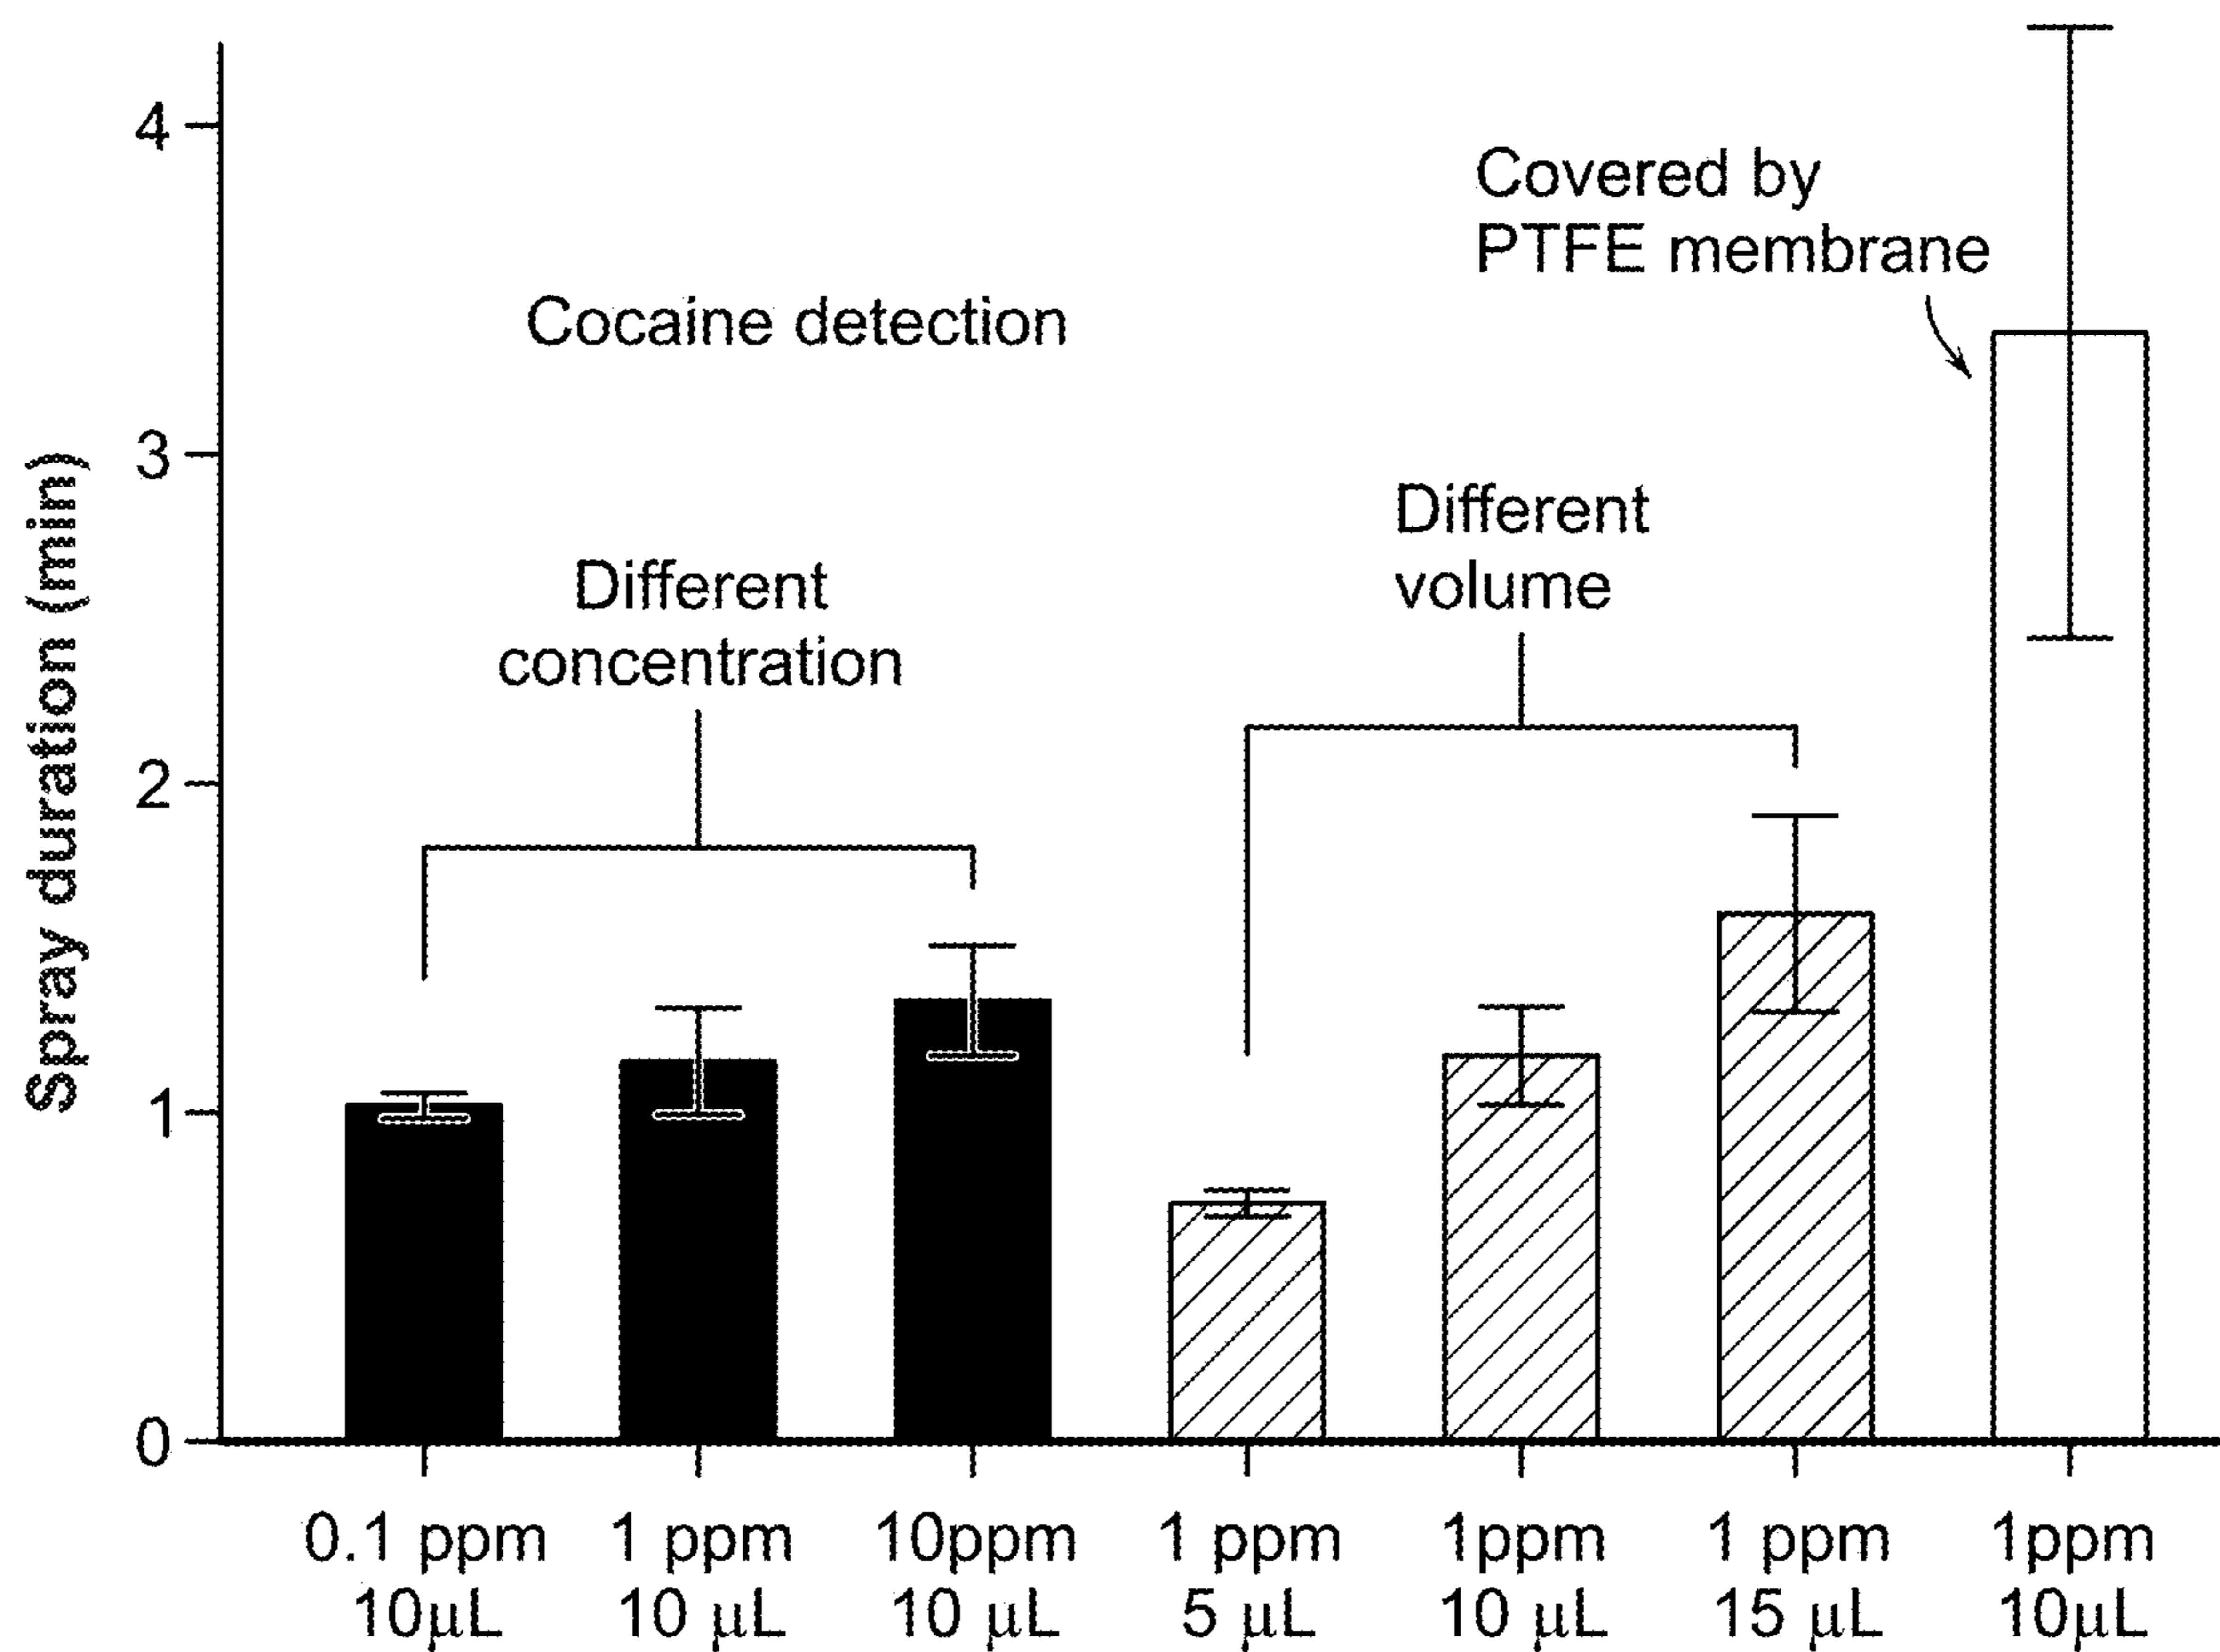 4
3
2
1
0
Spray duration (min)
Cocaine detection
Different
concentration
Different
volume
Covered by
PTFE membrane
0.1 ppm
10μL
1 ppm
10 μL
10ppm
10 μL
1 ppm
5 μL
1ppm
10 μL
1 ppm
15 μL
1ppm
10μL